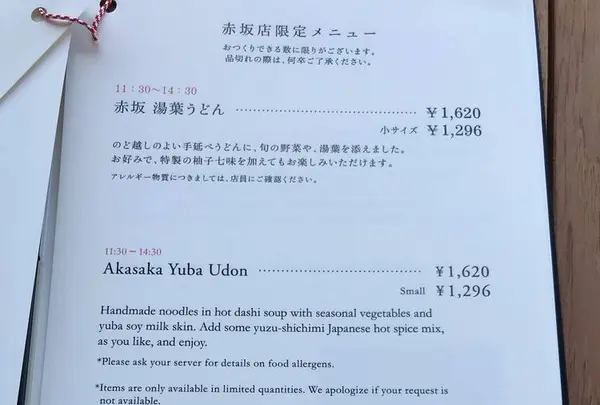 赤坂店限定メニュー
おつくりできる数に限りがございます。
品切れの際は、何卒ご了承ください。
11：30〜14：30
赤坂 湯葉うどん ……………………………… ￥1,620
小サイズ ￥1,296
のど越しのよい手延べうどんに、旬の野菜や、湯葉を添えました。
お好みで、特製の柚子七味を加えてもお楽しみいただけます。
アレルギー物質につきましては、店員にご確認ください。
11:30〜14:30
Akasaka Yuba Udon ……………………………… ￥1,620
Small ￥1,296
Handmade noodles in hot dashi soup with seasonal vegetables and
yuba soy milk skin. Add some yuzu-shichimi Japanese hot spice mix,
as you like, and enjoy.
*Please ask your server for details on food allergens.
*Items are only available in limited quantities. We apologize if your request is
not available.